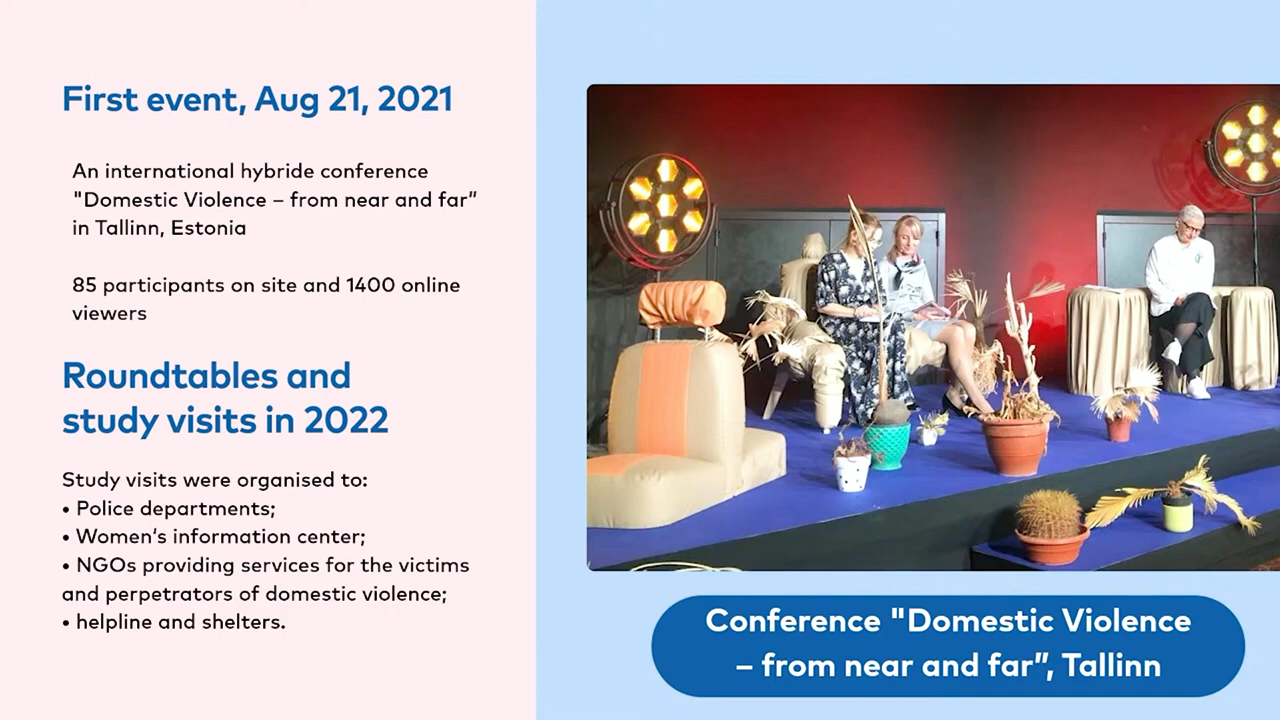 First event, Aug 21, 2021
An international hybride conference
"Domestic Violence – from near and far”
in Tallinn, Estonia
85 participants on site and 1400 online
viewers
Roundtables and
study visits in 2022
Study visits were organised to:
• Police departments;
• Women’s information center;
• NGOs providing services for the victims
and perpetrators of domestic violence;
• helpline and shelters.
Conference "Domestic Violence
– from near and far”, Tallinn